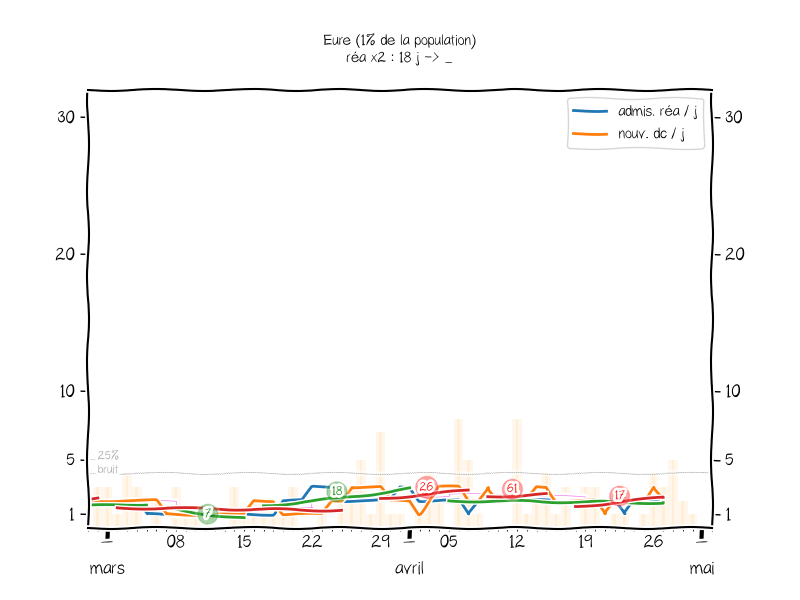 Eure (1% de la population)
réa x2 : 18 j -> _
admis. réa / j
nouv. dc / j
30 30
20 20
10 10
5 5
1 1
25%
bruit
7 18 26 61 17
08 15 22 29 05 12 19 26
mars avril mai